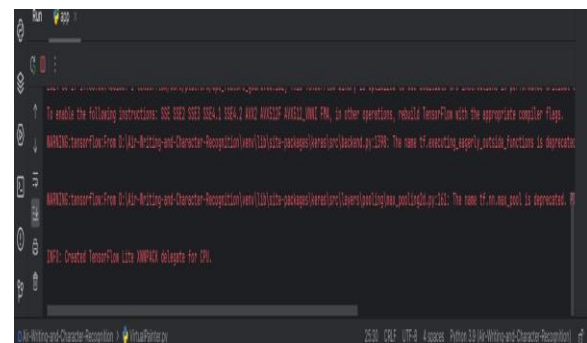 Run app
To enable the following instructions: SSE SSE2 SSE3 SSE4.1 SSE4.2 AVX2 AVX512F AVX512_VNNI FMA, in other operations, rebuild TensorFlow with the appropriate compiler flags.
WARNING:tensorflow:From D:\Air-Writing-and-Character-Recognition\venv\lib\site-packages\keras\src\backend.py:1398: The name tf.executing_eagerly_outside_functions is deprecated
WARNING:tensorflow:From D:\Air-Writing-and-Character-Recognition\venv\lib\site-packages\keras\src\layers\pooling\max_pooling2d.py:161: The name tf.nn.max_pool is deprecated.
INFO: Created TensorFlow Lite XNNPACK delegate for CPU.
Air-Writing-and-Character-Recognition > VirtualPainter.py 25:31 CRLF UTF-8 4 spaces Python 3.9 (Air-Writing-and-Character-Recognition)